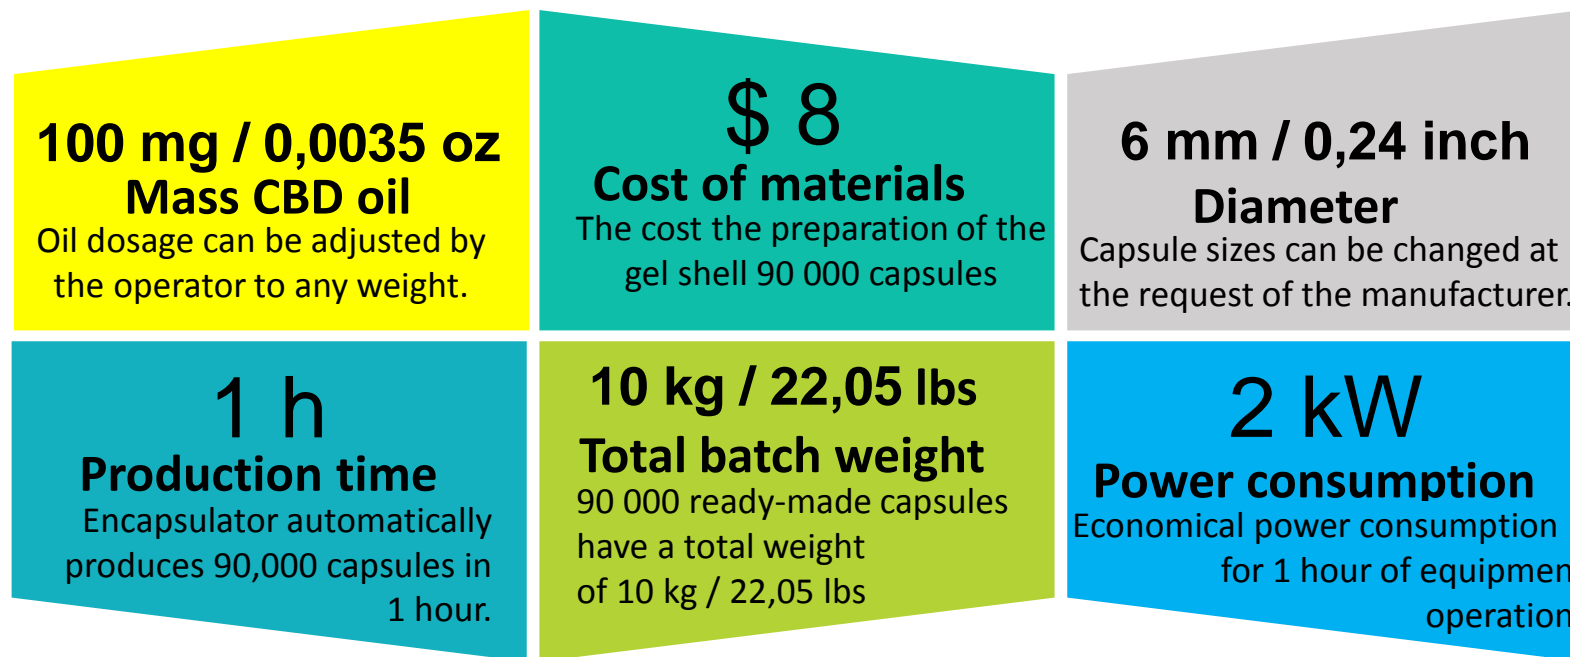 100 mg / 0,0035 oz
Mass CBD oil
Oil dosage can be adjusted by
the operator to any weight.
$ 8
Cost of materials
The cost the preparation of the
gel shell 90 000 capsules
6 mm / 0,24 inch
Diameter
Capsule sizes can be changed at
the request of the manufacturer.
1 h
Production time
Encapsulator automatically
produces 90,000 capsules in
1 hour.
10 kg / 22,05 lbs
Total batch weight
90 000 ready-made capsules
have a total weight
of 10 kg / 22,05 lbs
2 kW
Power consumption
Economical power consumption
for 1 hour of equipmen
operation